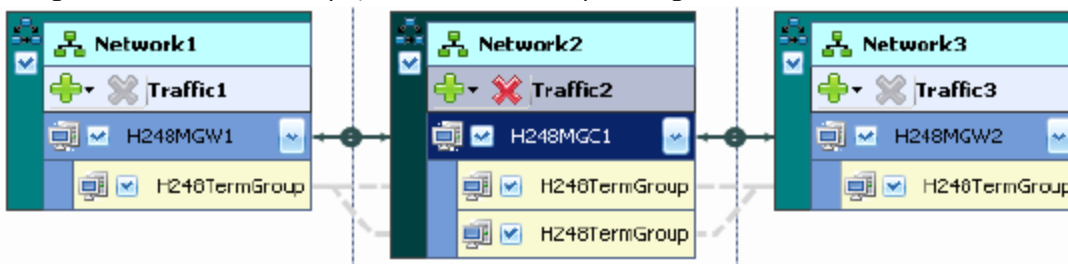 Network1
Traffic1
H248MGW1
H248TermGroup
Network2
Traffic2
H248MGC1
H248TermGroup
H248TermGroup
Network3
Traffic3
H248MGW2
H248TermGroup